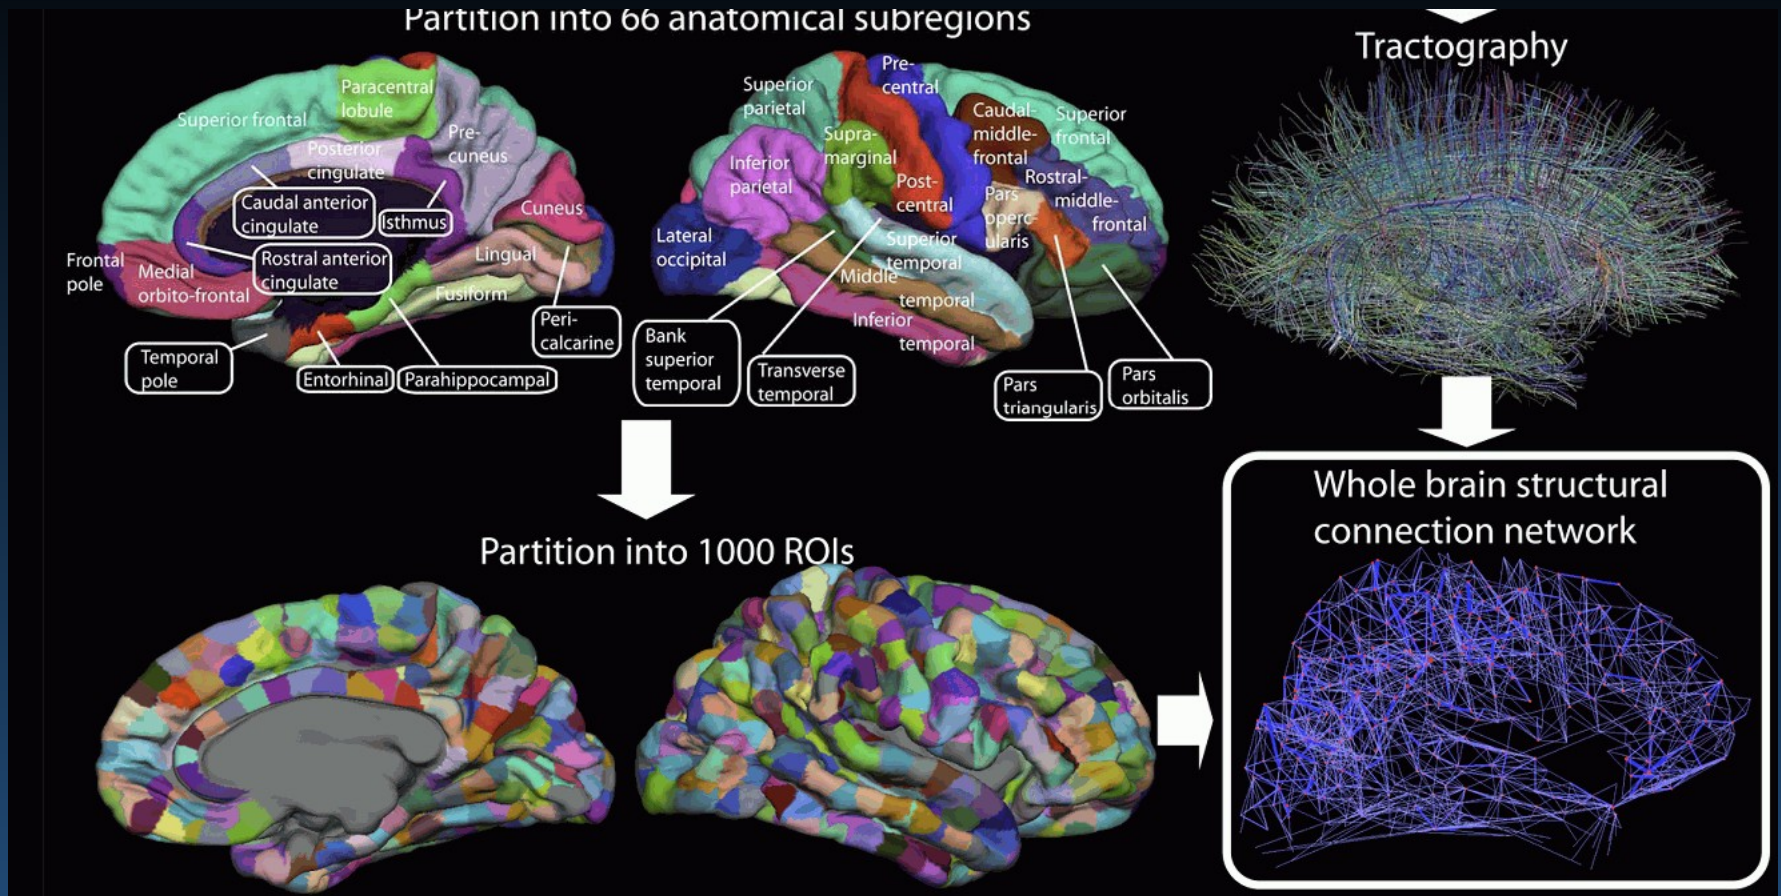 Partition into 66 anatomical subregions
Paracentral
lobule
Superior frontal
Pre-
cuneus
Posterior
cingulate
Caudal anterior
cingulate
Isthmus
Cuneus
Rostral anterior
cingulate
Lingual
Frontal
pole
Medial
orbito-frontal
Fusiform
Peri-
calcarine
Temporal
pole
Entorhinal
Parahippocampal
Superior
parietal
Pre-
central
Caudal-
middle-
frontal
Superior
frontal
Supra-
marginal
Inferior
parietal
Post-
central
Pars
operc-
ularis
Rostral-
middle-
frontal
Lateral
occipital
Superior
temporal
Middle
temporal
Inferior
temporal
Bank
superior
temporal
Transverse
temporal
Pars
triangularis
Pars
orbitalis
Tractography
Partition into 1000 ROIs
Whole brain structural
connection network